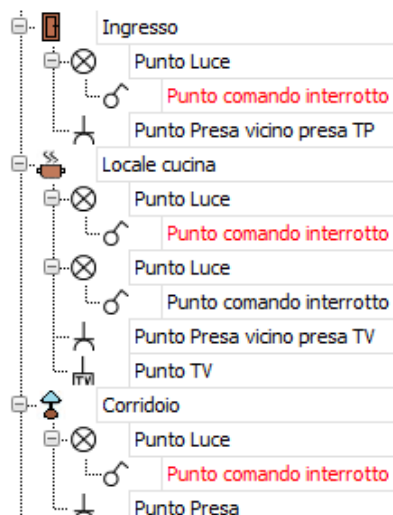 Ingresso
Punto Luce
Punto comando interrotto
Punto Presa vicino presa TP
Locale cucina
Punto Luce
Punto comando interrotto
Punto Luce
Punto comando interrotto
Punto Presa vicino presa TV
TV Punto TV
Corridoio
Punto Luce
Punto comando interrotto
Punto Presa